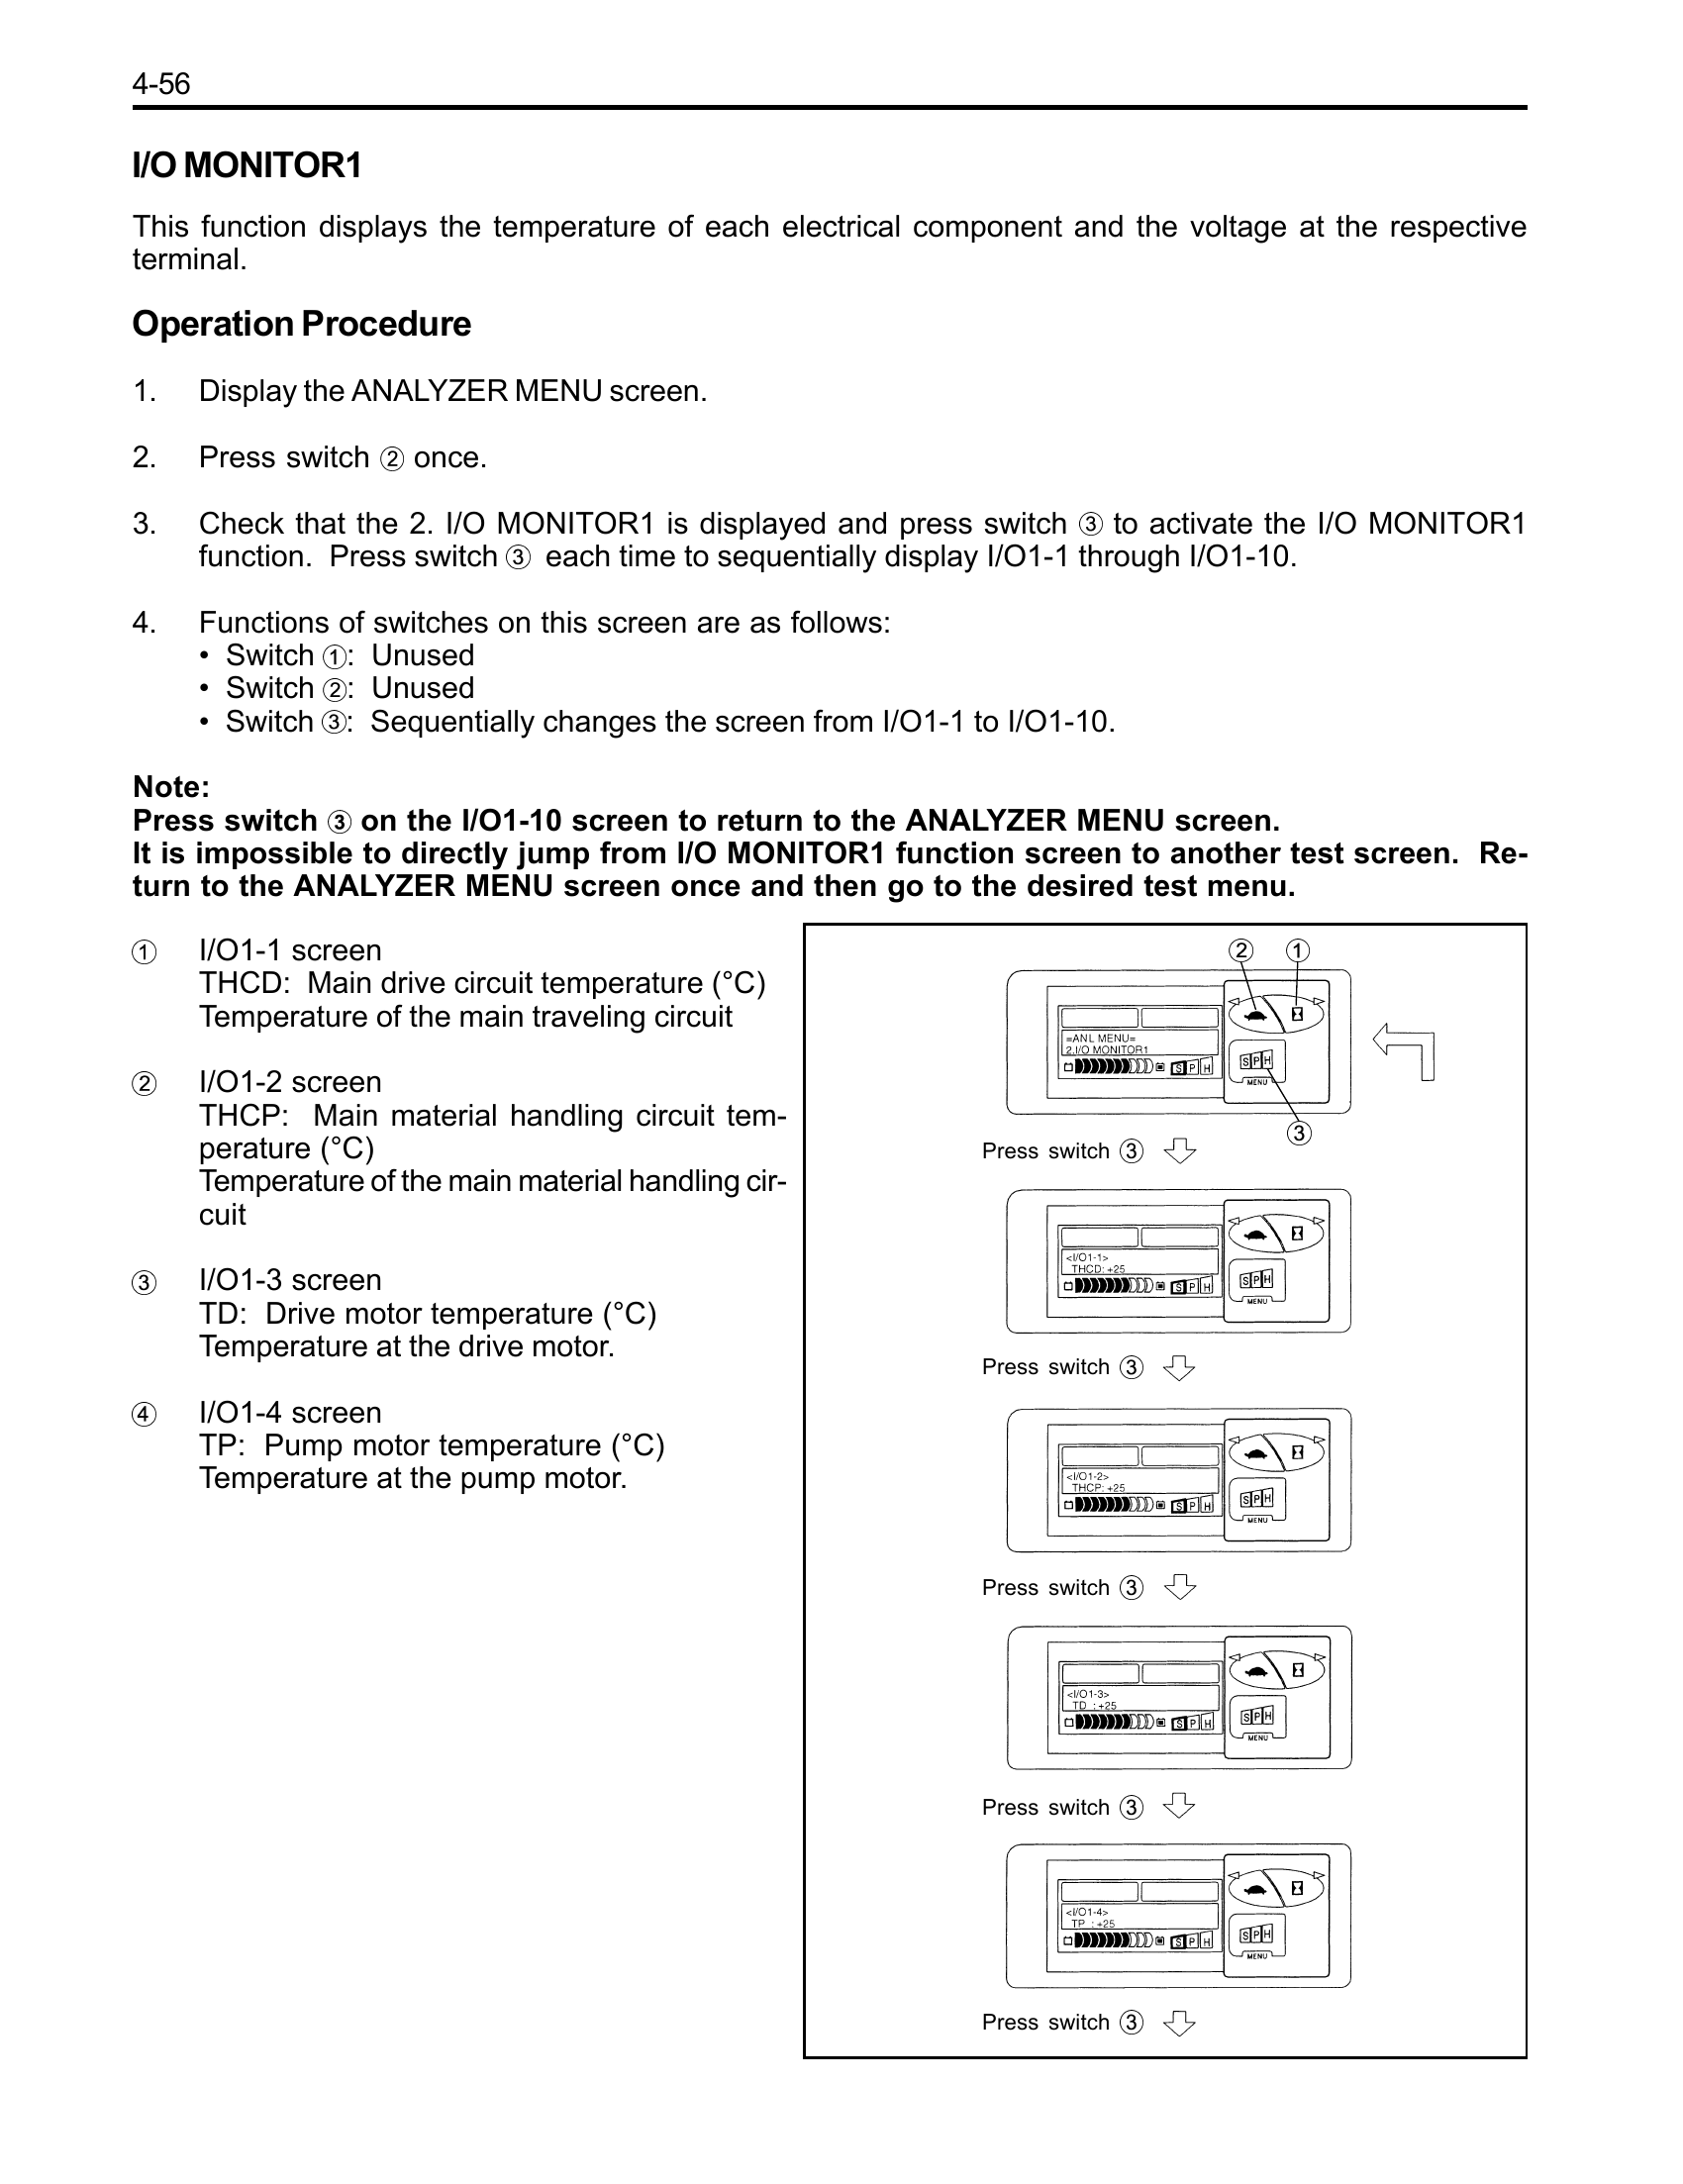 4-56
I/O MONITOR1
This function displays the temperature of each electrical component and the voltage at the respective
terminal.
Operation Procedure
1. Display the ANALYZER MENU screen.
2. Press switch ② once.
3. Check that the 2. I/O MONITOR1 is displayed and press switch ③ to activate the I/O MONITOR1
function. Press switch ③ each time to sequentially display I/O1-1 through I/O1-10.
4. Functions of switches on this screen are as follows:
• Switch ①: Unused
• Switch ②: Unused
• Switch ③: Sequentially changes the screen from I/O1-1 to I/O1-10.
Note:
Press switch ③ on the I/O1-10 screen to return to the ANALYZER MENU screen.
It is impossible to directly jump from I/O MONITOR1 function screen to another test screen. Re-
turn to the ANALYZER MENU screen once and then go to the desired test menu.
① I/O1-1 screen
THCD: Main drive circuit temperature (°C)
Temperature of the main traveling circuit
② I/O1-2 screen
THCP: Main material handling circuit tem-
perature (°C)
Temperature of the main material handling cir-
cuit
③ I/O1-3 screen
TD: Drive motor temperature (°C)
Temperature at the drive motor.
④ I/O1-4 screen
TP: Pump motor temperature (°C)
Temperature at the pump motor.
② ①
=ANL MENU=
2.I/O MONITOR1
S P H
S P H
MENU
③
Press switch ③
<I/O1-1>
THCD: +25
S P H
S P H
MENU
Press switch ③
<I/O1-2>
THCP: +25
S P H
S P H
MENU
Press switch ③
<I/O1-3>
TD : +25
S P H
S P H
MENU
Press switch ③
<I/O1-4>
TP : +25
S P H
S P H
MENU
Press switch ③